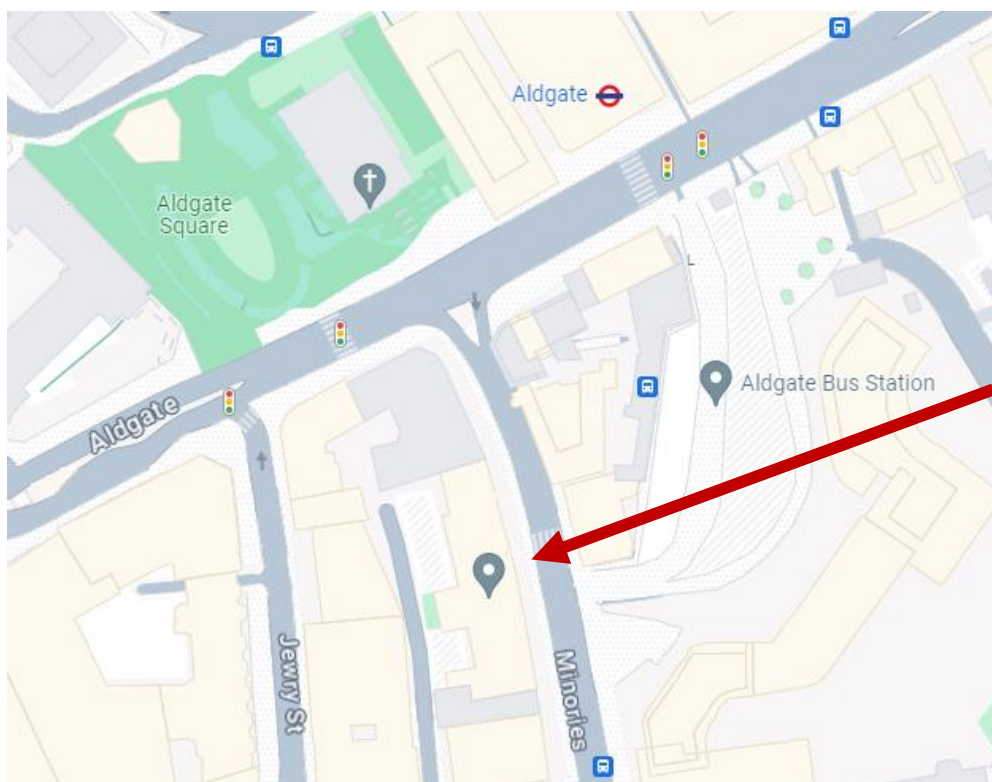 Aldgate
Aldgate
Square
Aldgate Bus Station
Aldgate
L
Jewry St
Minories